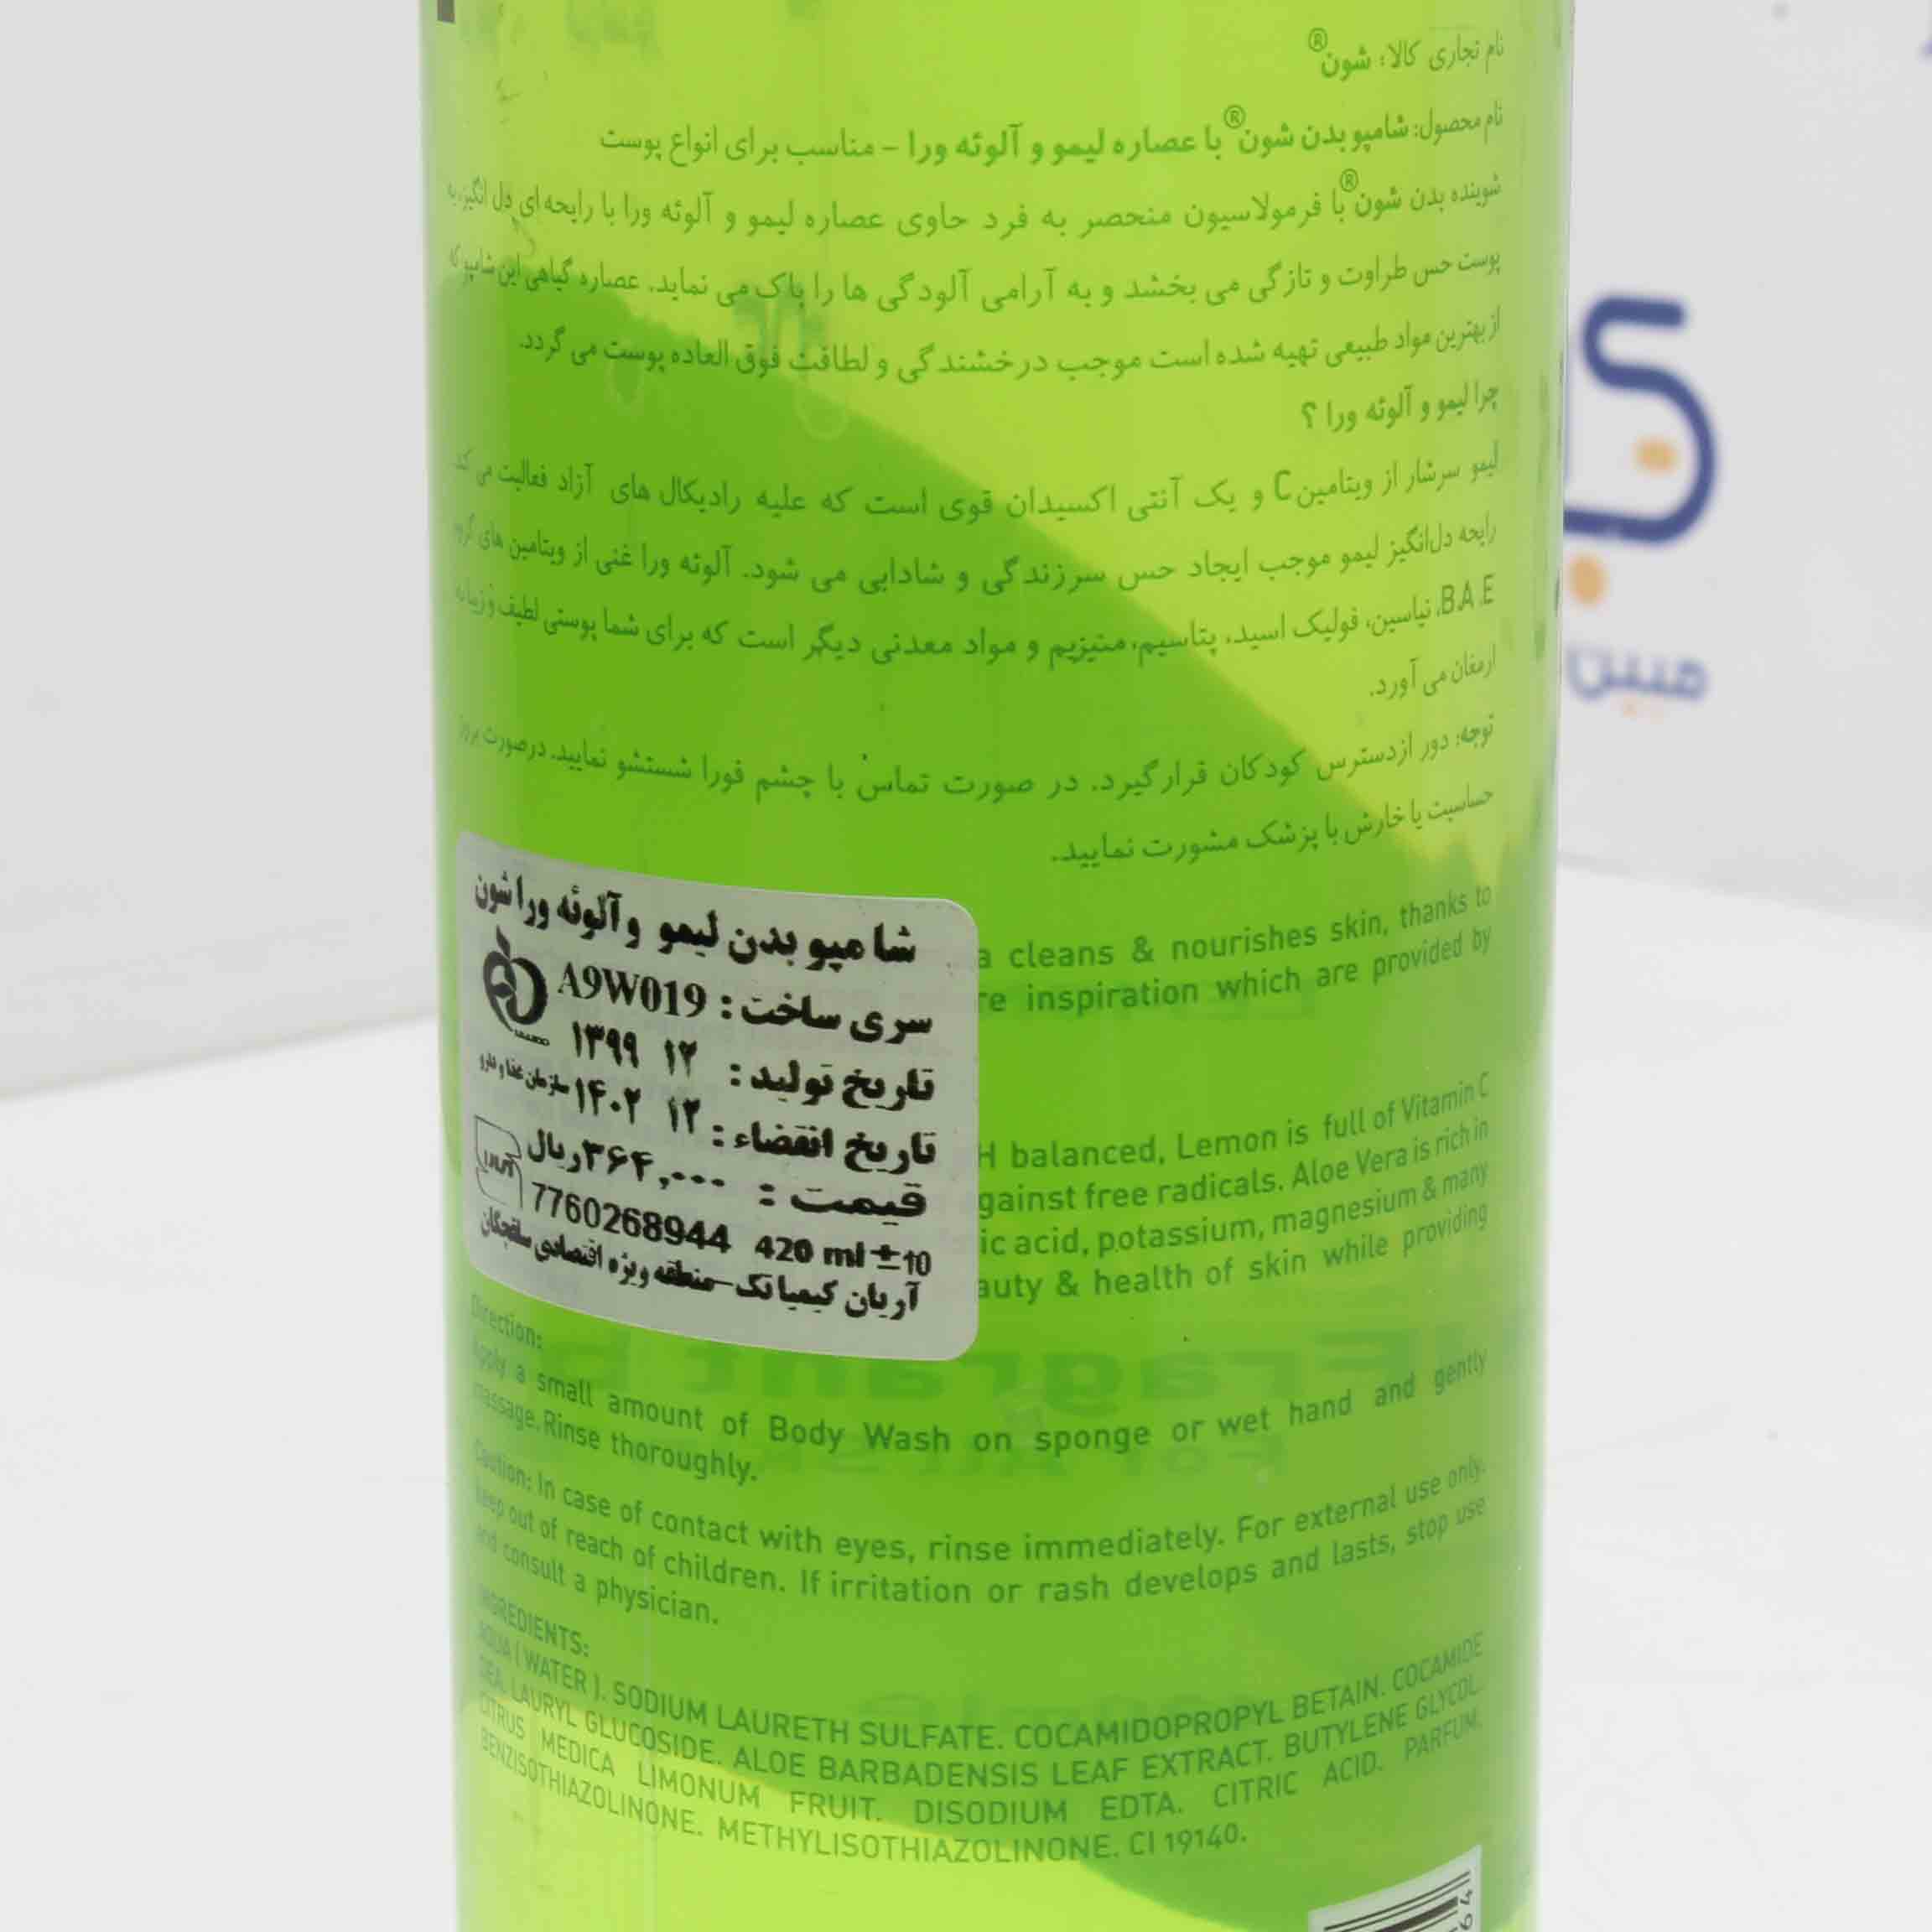 نام تجاری کالا: شون®
نام محصول: شامپو بدن شون® با عصاره لیمو و آلوئه ورا – مناسب برای انواع پوست
شوینده بدن شون® با فرمولاسیون منحصر به فرد حاوی عصاره لیمو و آلوئه ورا با رایحه ای دل انگیز، به
پوست حس طراوت و تازگی می بخشد و به آرامی آلودگی ها را پاک می نماید. عصاره گیاهی این شامپو که
از بهترین مواد طبیعی تهیه شده است موجب درخشندگی و لطافت فوق العاده پوست می گردد.
چرا لیمو و آلوئه ورا ؟
لیمو سرشار از ویتامین C و یک آنتی اکسیدان قوی است که علیه رادیکال های آزاد فعالیت می کند.
رایحه دل‌انگیز لیمو موجب ایجاد حس سرزندگی و شادابی می شود. آلوئه ورا غنی از ویتامین های گروه
B.A.E، نیاسین، فولیک اسید، پتاسیم، منیزیم و مواد معدنی دیگر است که برای شما پوستی لطیف و زیبا به
ارمغان می آورد.
توجه: دور از دسترس کودکان قرار گیرد. در صورت تماس با چشم فورا شستشو نمایید. درصورت بروز
حساسیت یا خارش با پزشک مشورت نمایید.
شامپو بدن لیمو و آلوئه ورا شون
سری ساخت: A9W019
تاریخ تولید: ۱۲ ۱۳۹۹
تاریخ انقضاء: ۱۲ ۱۴۰۲
سازمان غذا و دارو
قیمت: ۳۶۴,۰۰۰ریال
7760268944 420 ml ±10
آریان کیمیا تک-منطقه ویژه اقتصادی سلفچگان
a cleans & nourishes skin, thanks to
re inspiration which are provided by
H balanced, Lemon is full of Vitamin C
gainst free radicals. Aloe Vera is rich in
ic acid, potassium, magnesium & many
auty & health of skin while providing
Direction:
Apply a small amount of Body Wash on sponge or wet hand and gently
massage. Rinse thoroughly.
Caution: In case of contact with eyes, rinse immediately. For external use only.
Keep out of reach of children. If irritation or rash develops and lasts, stop use
and consult a physician.
INGREDIENTS:
AQUA ( WATER ). SODIUM LAURETH SULFATE. COCAMIDOPROPYL BETAIN. COCAMIDE
DEA. LAURYL GLUCOSIDE. ALOE BARBADENSIS LEAF EXTRACT. BUTYLENE GLYCOL.
CITRUS MEDICA LIMONUM FRUIT. DISODIUM EDTA. CITRIC ACID. PARFUM.
BENZISOTHIAZOLINONE. METHYLISOTHIAZOLINONE. CI 19140.
مبین